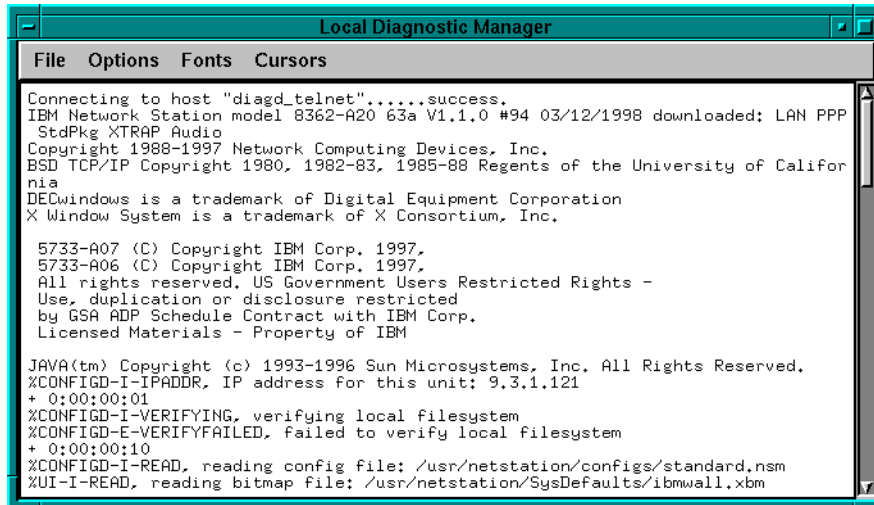 Local Diagnostic Manager
File Options Fonts Cursors
Connecting to host "diagd_telnet"......success.
IBM Network Station model 8362-A20 63a V1.1.0 #94 03/12/1998 downloaded: LAN PPP
StdPkg XTRAP Audio
Copyright 1988-1997 Network Computing Devices, Inc.
BSD TCP/IP Copyright 1980, 1982-83, 1985-88 Regents of the University of Califor
nia
DECwindows is a trademark of Digital Equipment Corporation
X Window System is a trademark of X Consortium, Inc.
5733-A07 (C) Copyright IBM Corp. 1997,
5733-A06 (C) Copyright IBM Corp. 1997,
All rights reserved. US Government Users Restricted Rights -
Use, duplication or disclosure restricted
by GSA ADP Schedule Contract with IBM Corp.
Licensed Materials - Property of IBM
JAVA(tm) Copyright (c) 1993-1996 Sun Microsystems, Inc. All Rights Reserved.
%CONFIGD-I-IPADDR, IP address for this unit: 9.3.1.121
+ 0:00:00:01
%CONFIGD-I-VERIFYING, verifying local filesystem
%CONFIGD-E-VERIFYFAILED, failed to verify local filesystem
+ 0:00:00:10
%CONFIGD-I-READ, reading config file: /usr/netstation/configs/standard.nsm
%UI-I-READ, reading bitmap file: /usr/netstation/SysDefaults/ibmwall.xbm